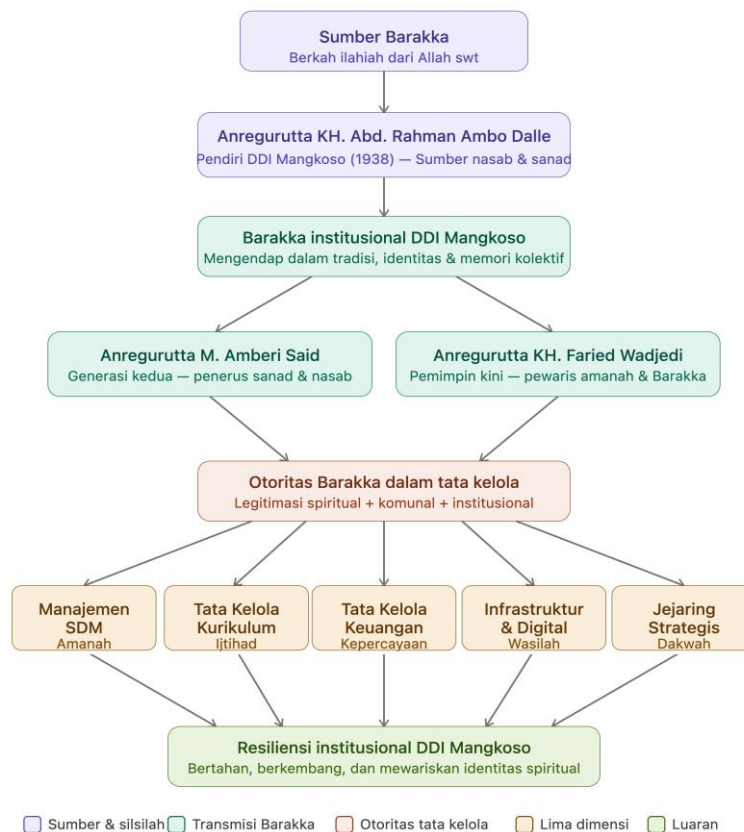 Sumber Barakka
Berkah ilahiah dari Allah swt
Anregurutta KH. Abd. Rahman Ambo Dalle
Pendiri DDI Mangkoso (1938) — Sumber nasab & sanad
Barakka institusional DDI Mangkoso
Mengendap dalam tradisi, identitas & memori kolektif
Anregurutta M. Amberi Said
Generasi kedua — penerus sanad & nasab
Anregurutta KH. Faried Wadjedi
Pemimpin kini — pewaris amanah & Barakka
Otoritas Barakka dalam tata kelola
Legitimasi spiritual + komunal + institusional
Manajemen
SDM
Amanah
Tata Kelola
Kurikulum
Ijtihad
Tata Kelola
Keuangan
Kepercayaan
Infrastruktur
& Digital
Wasilah
Jejaring
Strategis
Dakwah
Resiliensi institusional DDI Mangkoso
Bertahan, berkembang, dan mewariskan identitas spiritual
Sumber & silsilah
Transmisi Barakka
Otoritas tata kelola
Lima dimensi
Luaran